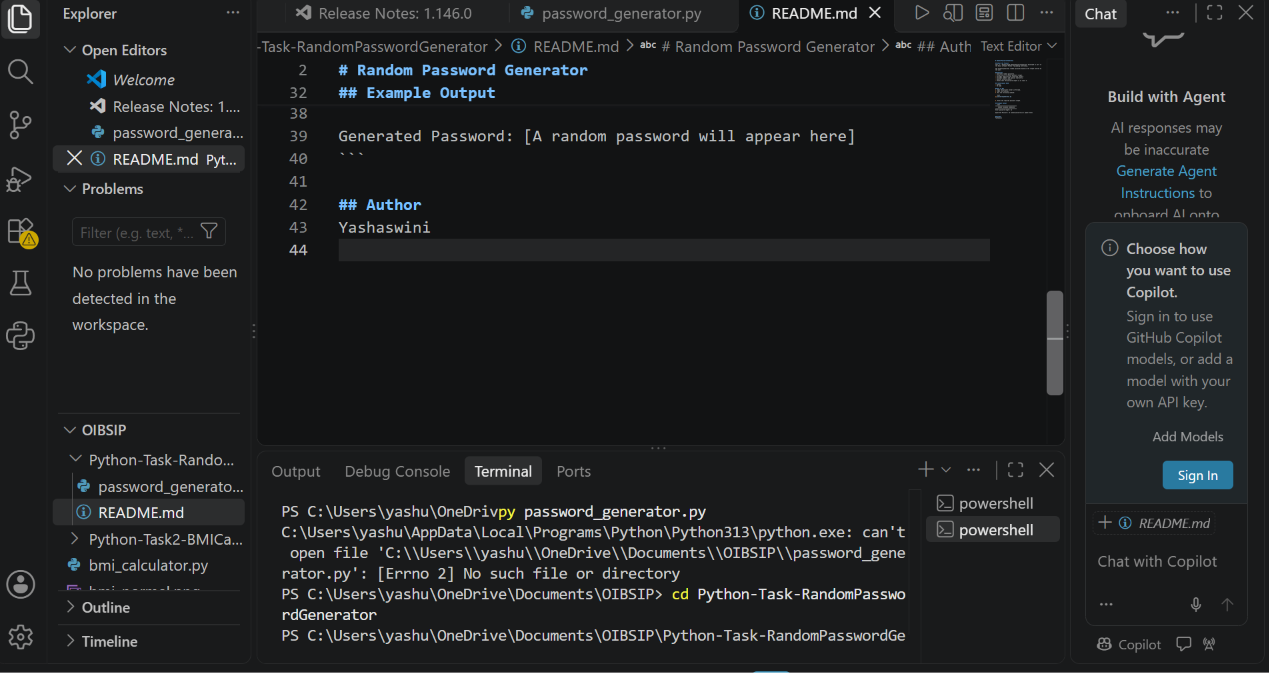 Explorer
Open Editors
Welcome
Release Notes: 1....
password_genera...
README.md Pyt...
Problems
Filter (e.g. text, *...
No problems have been
detected in the
workspace.
OIBSIP
Python-Task-Rando...
password_generato...
README.md
Python-Task2-BMICa...
bmi_calculator.py
Outline
Timeline
Release Notes: 1.146.0
password_generator.py
README.md
-Task-RandomPasswordGenerator > README.md > abc # Random Password Generator > abc ## Auth
Text Editor
2 # Random Password Generator
32 ## Example Output
38
39 Generated Password: [A random password will appear here]
40 ```
41
42 ## Author
43 Yashaswini
44
Output Debug Console Terminal Ports
PS C:\Users\yashu\OneDrivpy password_generator.py
C:\Users\yashu\AppData\Local\Programs\Python\Python313\python.exe: can't
open file 'C:\\Users\\yashu\\OneDrive\\Documents\\OIBSIP\\password_gene
rator.py': [Errno 2] No such file or directory
PS C:\Users\yashu\OneDrive\Documents\OIBSIP> cd Python-Task-RandomPasswo
rdGenerator
PS C:\Users\yashu\OneDrive\Documents\OIBSIP\Python-Task-RandomPasswordGe
powershell
powershell
Chat
Build with Agent
AI responses may
be inaccurate
Generate Agent
Instructions to
onboard AI onto
Choose how
you want to use
Copilot.
Sign in to use
GitHub Copilot
models, or add a
model with your
own API key.
Add Models
Sign In
README.md
Chat with Copilot
Copilot